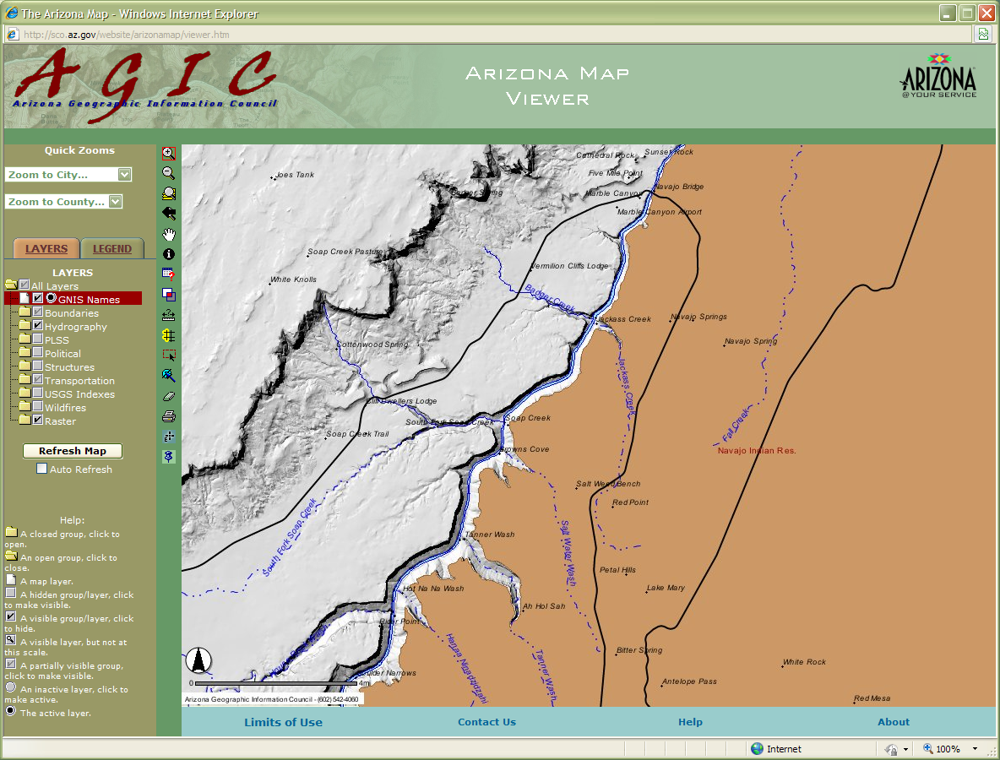 The Arizona Map - Windows Internet Explorer
http://sco.az.gov/website/arizonamap/viewer.htm
AGIC
Arizona Geographic Information Council
Arizona Map
Viewer
ARIZONA
@ YOUR SERVICE
Quick Zooms
Zoom to City...
Zoom to County...
LAYERS
LEGEND
LAYERS
All Layers
GNIS Names
Boundaries
Hydrography
PLSS
Political
Structures
Transportation
USGS Indexes
Wildfires
Raster
Refresh Map
Auto Refresh
Help:
A closed group, click to
open.
An open group, click to
close.
A map layer.
A hidden group/layer, click
to make visible.
A visible group/layer, click
to hide.
A visible layer, but not at
this scale.
A partially visible group,
click to make visible.
An inactive layer, click to
make active.
The active layer.
Cathedral Rock
Sunset Rock
Joes Tank
Five Mile Point
Navajo Bridge
Badger Spring
Marble Canyon
Marble Canyon Airport
Soap Creek Pasture
Vermilion Cliffs Lodge
White Knolls
Badger Creek
Jackass Creek
Navajo Springs
Cottonwood Spring
Navajo Spring
Jackass Creek
Cliff Dwellers Lodge
South Fork Soap Creek
Soap Creek
Fall Creek
Soap Creek Trail
Browns Cove
Navajo Indian Res.
Salt Weed Bench
Red Point
South Fork Soap Creek
Tanner Wash
Salt Water Wash
Petal Hills
Hot Na Na Wash
Lake Mary
Ah Hol Sah
Rider Point
Bitter Spring
Tanner Wash
White Rock
Antelope Pass
Red Mesa
0
4mi
Arizona Geographic Information Council - (602) 542-4060
Limits of Use
Contact Us
Help
About
Internet
100%